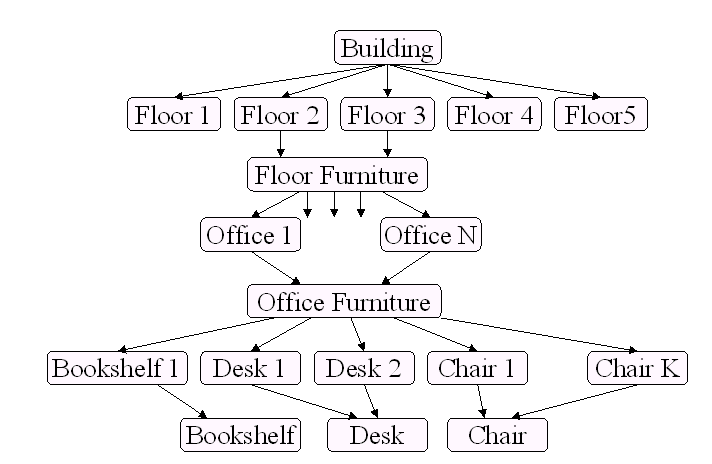 Building
Floor 1
Floor 2
Floor 3
Floor 4
Floor5
Floor Furniture
Office 1
Office N
Office Furniture
Bookshelf 1
Desk 1
Desk 2
Chair 1
Chair K
Bookshelf
Desk
Chair